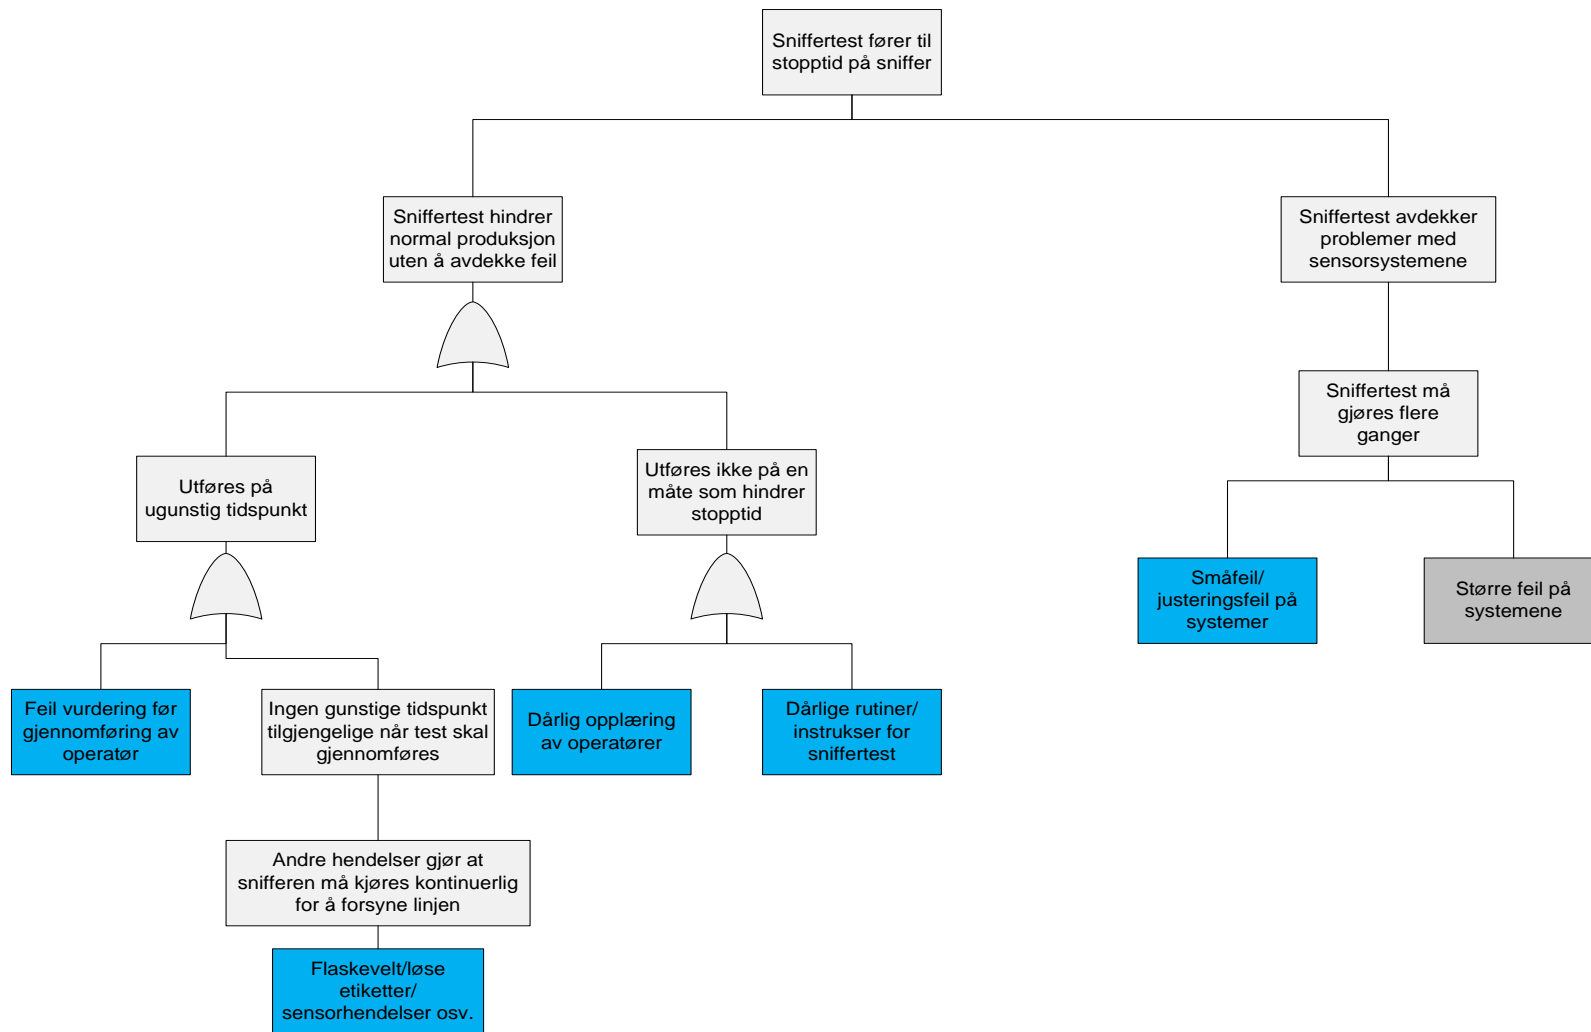 Sniffertest fører til
stopptid på sniffer
Sniffertest hindrer
normal produksjon
uten å avdekke feil
Sniffertest avdekker
problemer med
sensorsystemene
Sniffertest må
gjøres flere
ganger
Utføres på
ugunstig tidspunkt
Utføres ikke på en
måte som hindrer
stopptid
Småfeil/
justeringsfeil på
systemer
Større feil på
systemene
Feil vurdering før
gjennomføring av
operatør
Ingen gunstige tidspunkt
tilgjengelige når test skal
gjennomføres
Dårlig opplæring
av operatører
Dårlige rutiner/
instrukser for
sniffertest
Andre hendelser gjør at
snifferen må kjøres kontinuerlig
for å forsyne linjen
Flaskevelt/løse
etiketter/
sensorhendelser osv.